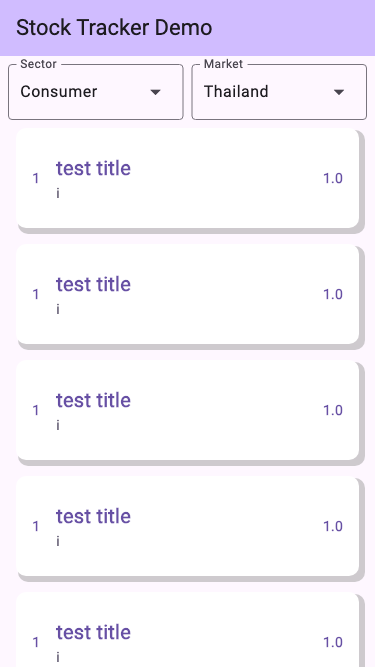 Stock Tracker Demo
Sector
Market
Consumer
Thailand
1
test title
i
1.0
1
test title
i
1.0
1
test title
i
1.0
1
test title
i
1.0
1
test title
i
1.0